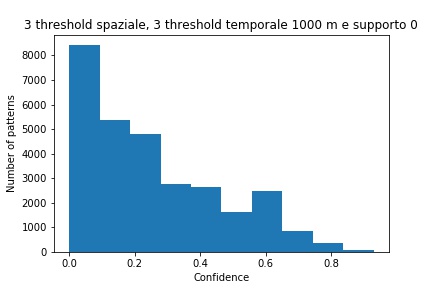 3 threshold spaziale, 3 threshold temporale 1000 m e supporto 0
8000
7000
6000
5000
4000
3000
2000
1000
0
Number of patterns
0.0 0.2 0.4 0.6 0.8
Confidence